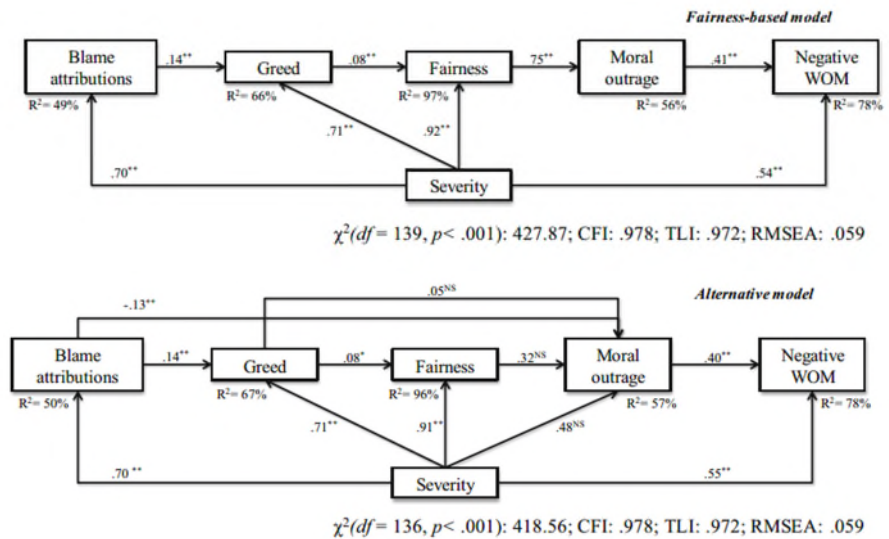 Fairness-based model
Blame attributions
.14**
Greed
.08**
Fairness
75**
Moral outrage
.41**
Negative WOM
R²= 49%
R²= 66%
R²= 97%
R²= 56%
R²= 78%
.71**
.92**
.70**
Severity
.54**
χ²(df = 139, p< .001): 427.87; CFI: .978; TLI: .972; RMSEA: .059
.05NS
Alternative model
-.13**
Blame attributions
.14**
Greed
.08*
Fairness
.32NS
Moral outrage
.40**
Negative WOM
R²= 50%
R²= 67%
R²= 96%
R²= 57%
R²= 78%
.71**
.91**
.48NS
.70 **
Severity
.55**
χ²(df = 136, p< .001): 418.56; CFI: .978; TLI: .972; RMSEA: .059